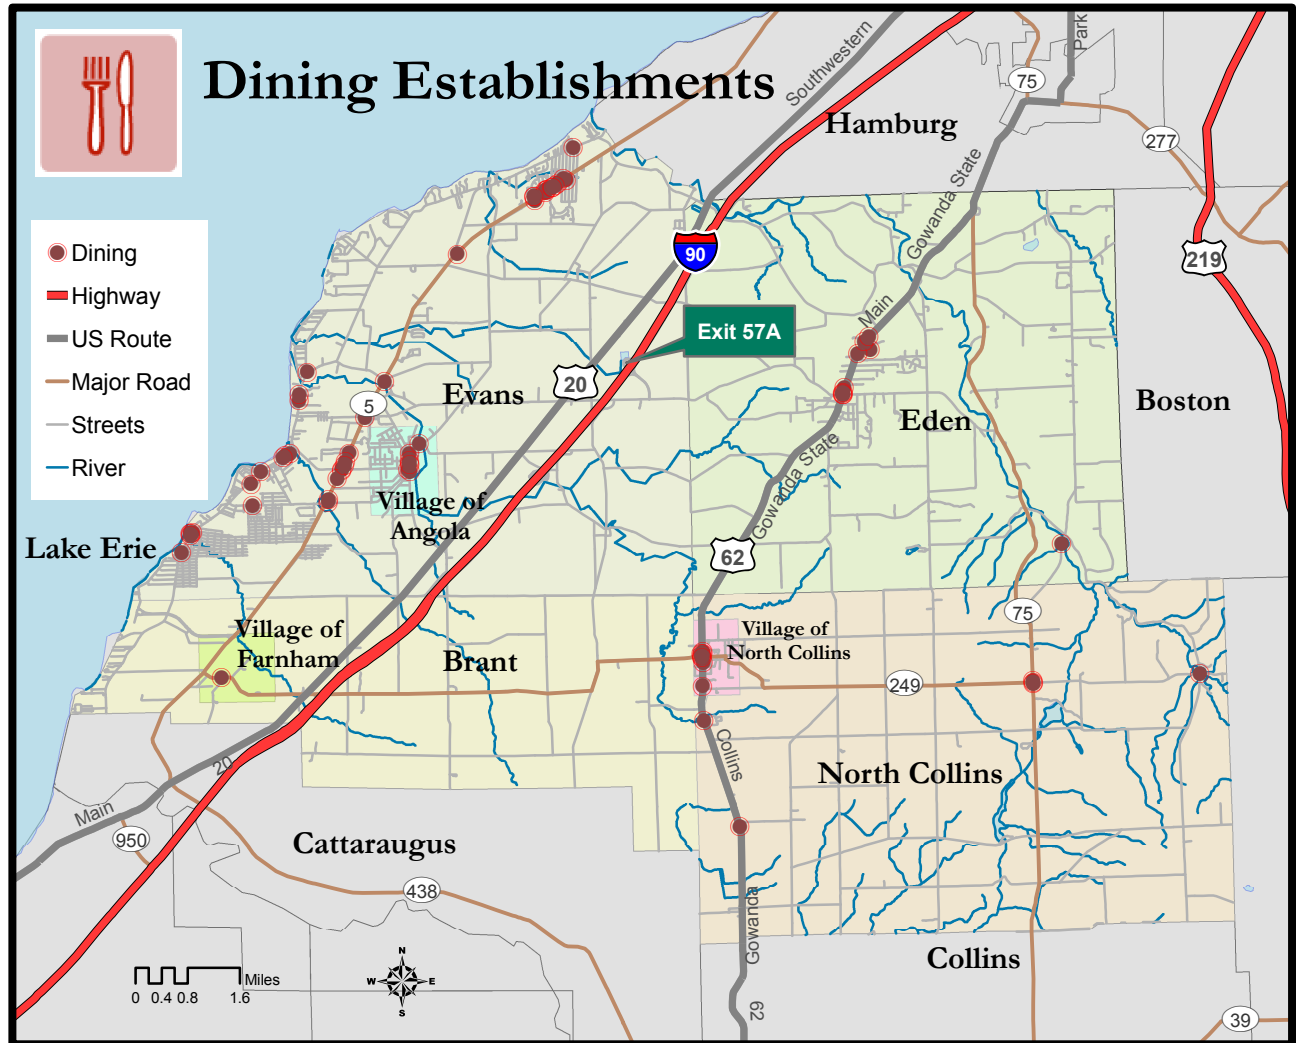 Dining Establishments
Southwestern
Park
75
Hamburg
277
Gowanda State
Dining
Highway
US Route
Major Road
Streets
River
90
219
Exit 57A
Main
20
Evans
5
Eden
Boston
Village of
Angola
Gowanda State
Lake Erie
62
75
Village of
Farnham
Village of
North Collins
Brant
249
Collins
20
North Collins
Main
950
Cattaraugus
438
Gowanda
Collins
N
W E
S
Miles
0 0.4 0.8 1.6
62
39